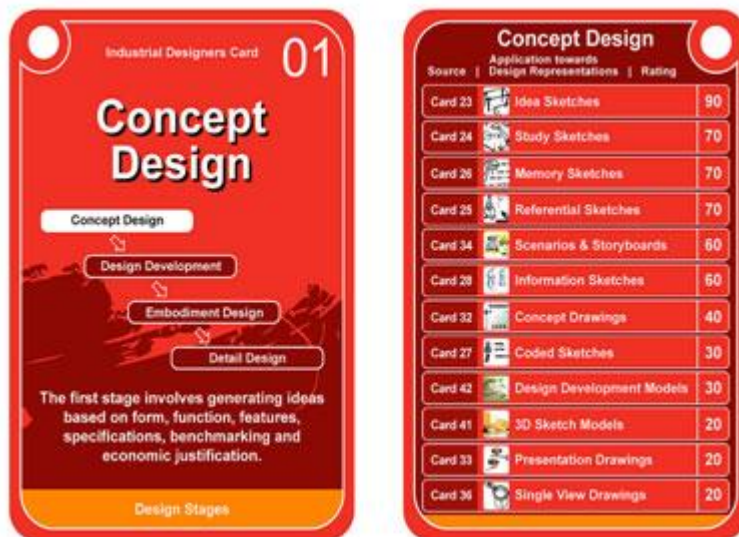 Industrial Designers Card 01
Concept
Design
Concept Design
Design Development
Embodiment Design
Detail Design
The first stage involves generating ideas
based on form, function, features,
specifications, benchmarking and
economic justification.
Design Stages
Concept Design
Application towards
Source | Design Representations | Rating
Card 23 Idea Sketches 90
Card 24 Study Sketches 70
Card 26 Memory Sketches 70
Card 25 Referential Sketches 70
Card 34 Scenarios & Storyboards 60
Card 28 Information Sketches 60
Card 32 Concept Drawings 40
Card 27 Coded Sketches 30
Card 42 Design Development Models 30
Card 41 3D Sketch Models 20
Card 33 Presentation Drawings 20
Card 36 Single View Drawings 20